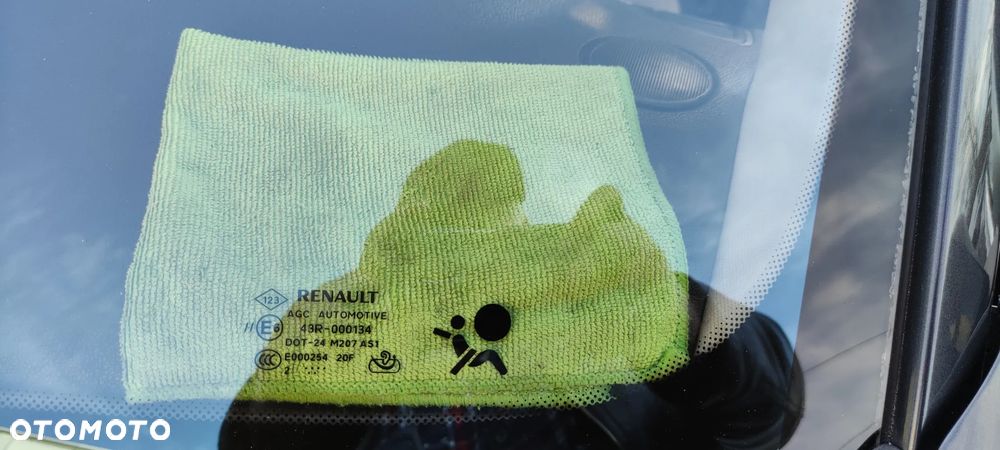 123 RENAULT
AGC AUTOMOTIVE
E6 43R-000134
DOT-24 M207 AS1
CCC E000254 20F
2 ....
OTOMOTO